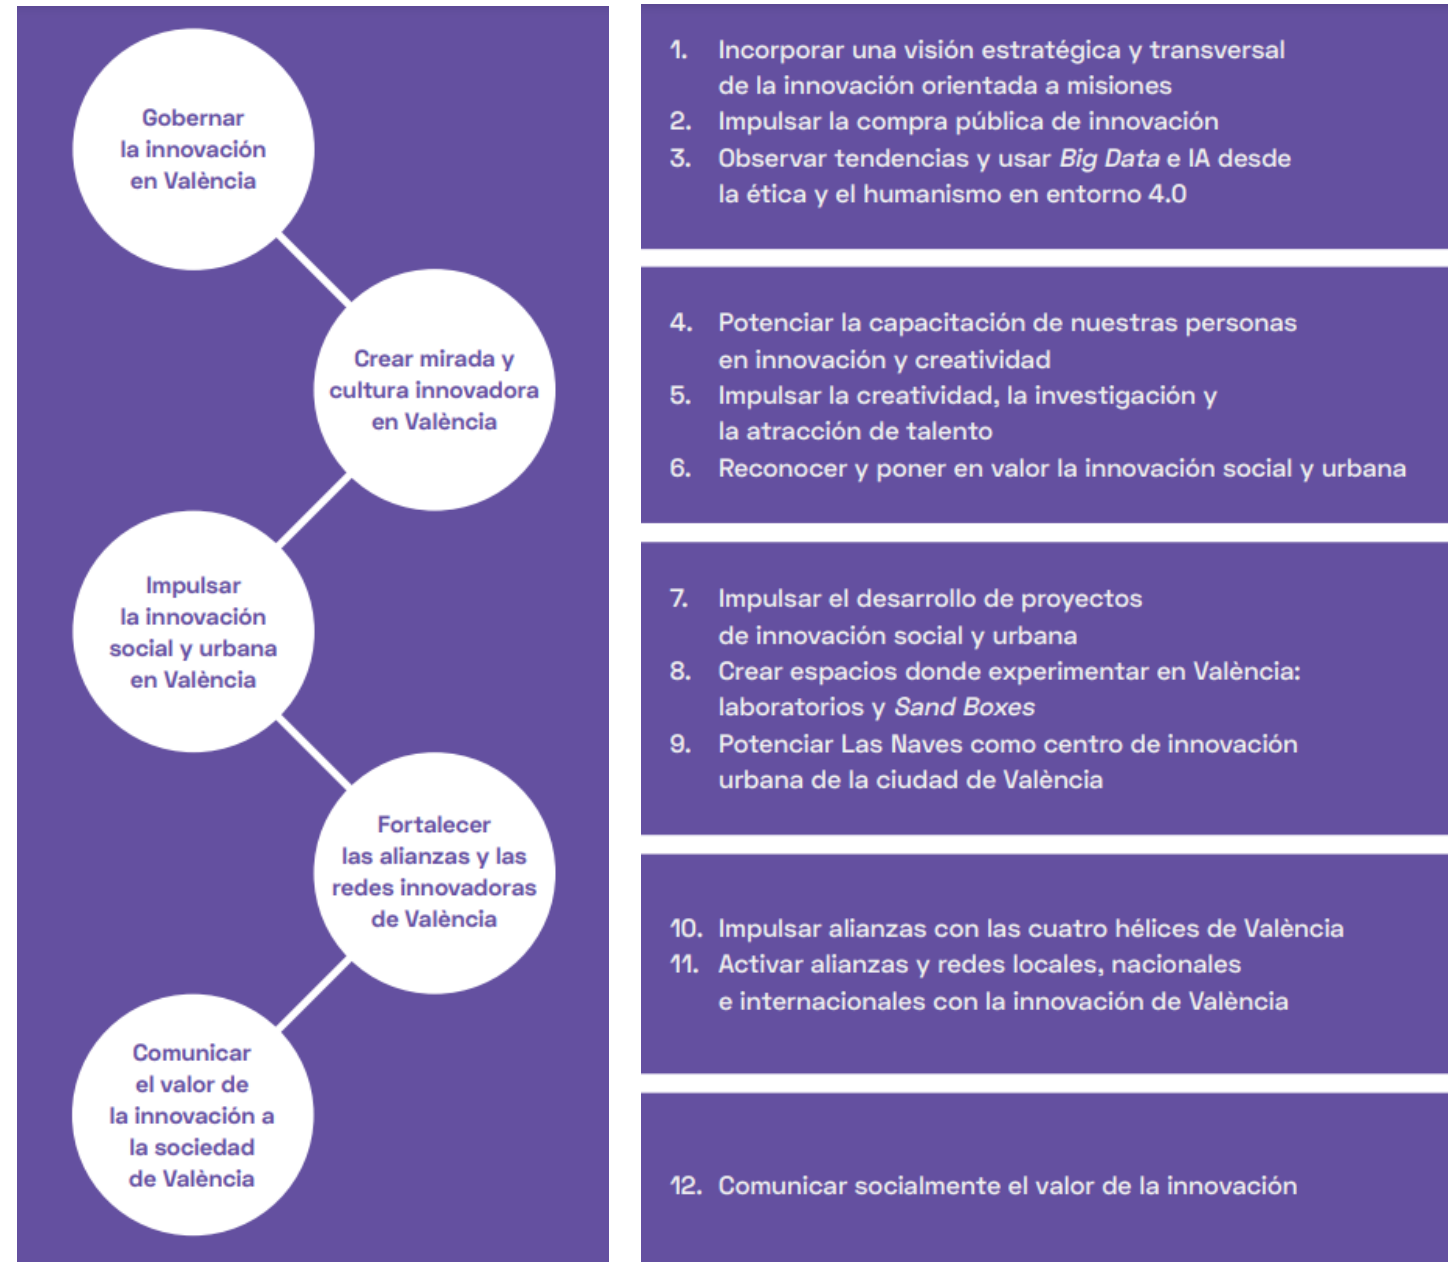 Gobernar
la innovación
en València
Crear mirada y
cultura innovadora
en València
Impulsar
la innovación
social y urbana
en València
Fortalecer
las alianzas y las
redes innovadoras
de València
Comunicar
el valor de
la innovación a
la sociedad
de València
1. Incorporar una visión estratégica y transversal
de la innovación orientada a misiones
2. Impulsar la compra pública de innovación
3. Observar tendencias y usar Big Data e IA desde
la ética y el humanismo en entorno 4.0
4. Potenciar la capacitación de nuestras personas
en innovación y creatividad
5. Impulsar la creatividad, la investigación y
la atracción de talento
6. Reconocer y poner en valor la innovación social y urbana
7. Impulsar el desarrollo de proyectos
de innovación social y urbana
8. Crear espacios donde experimentar en València:
laboratorios y Sand Boxes
9. Potenciar Las Naves como centro de innovación
urbana de la ciudad de València
10. Impulsar alianzas con las cuatro hélices de València
11. Activar alianzas y redes locales, nacionales
e internacionales con la innovación de València
12. Comunicar socialmente el valor de la innovación